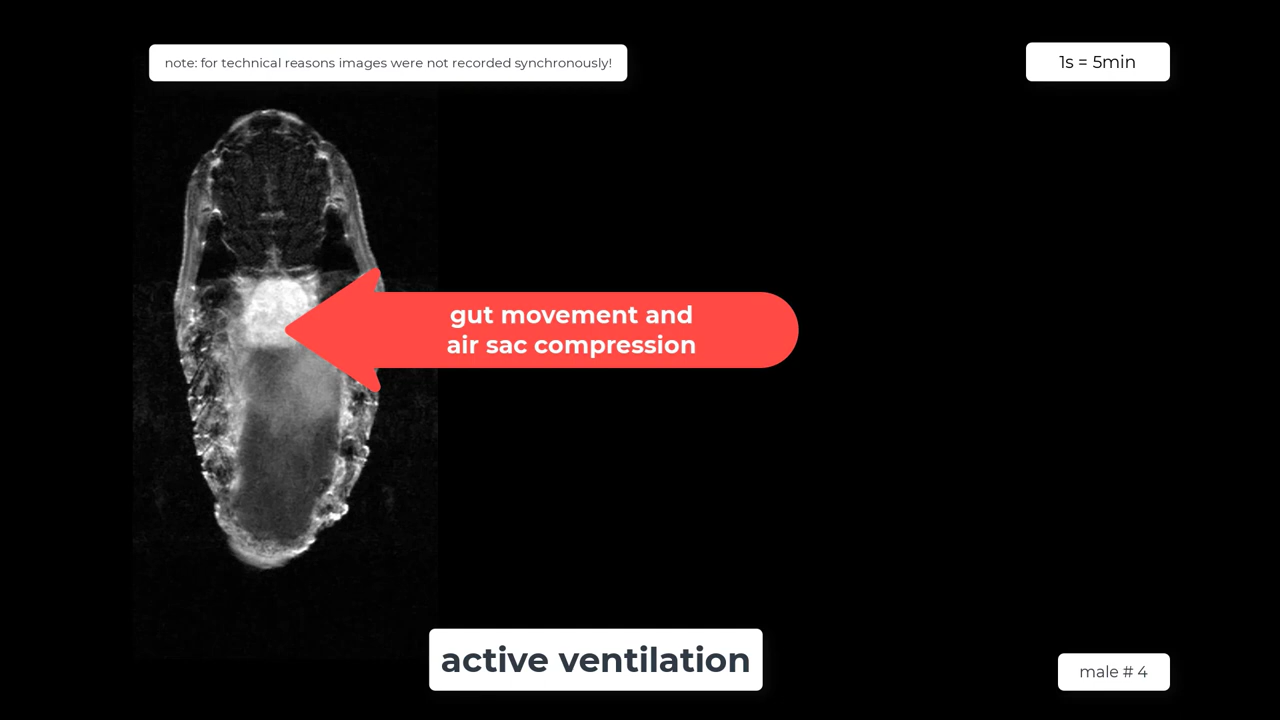 note: for technical reasons images were not recorded synchronously!
1s = 5min
gut movement and
air sac compression
active ventilation
male # 4